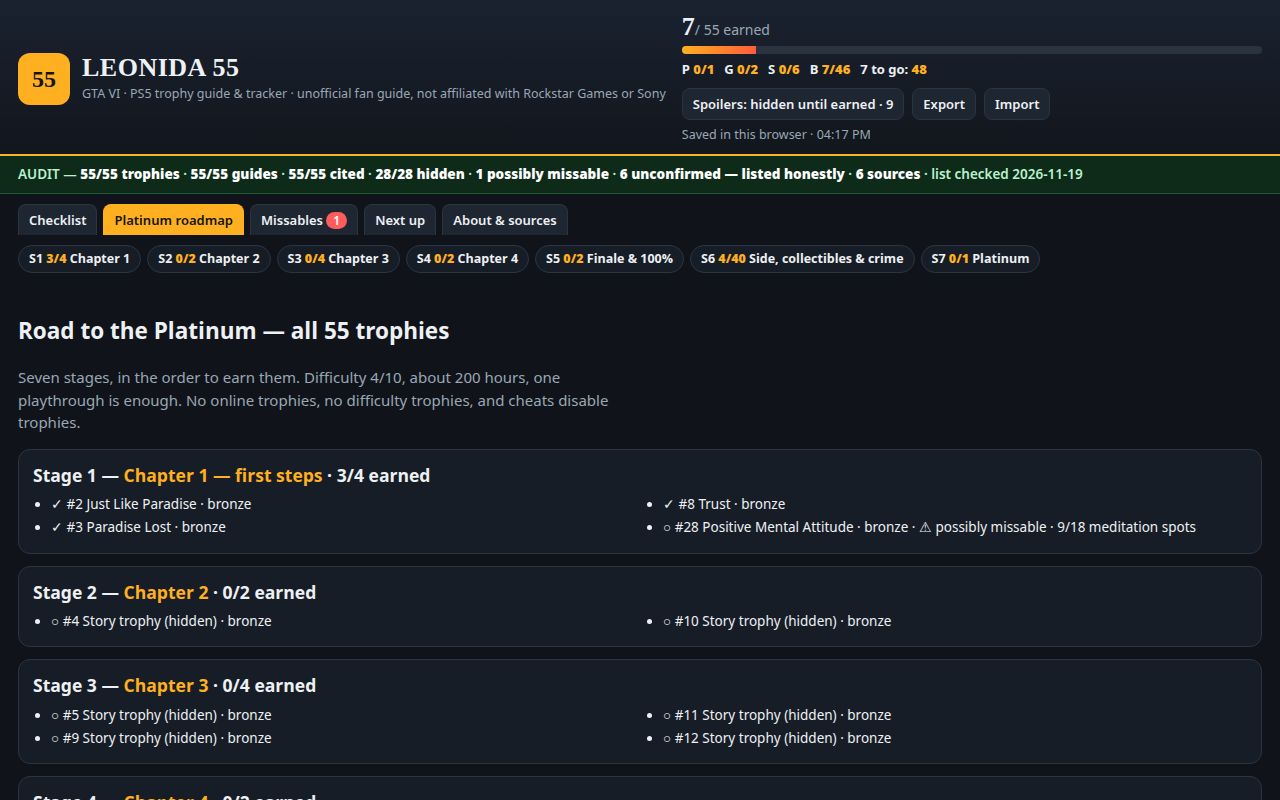 55
LEONIDA 55
GTA VI · PS5 trophy guide & tracker · unofficial fan guide, not affiliated with Rockstar Games or Sony
7/ 55 earned
P 0/1 G 0/2 S 0/6 B 7/46 7 to go: 48
Spoilers: hidden until earned · 9
Export
Import
Saved in this browser · 04:17 PM
AUDIT — 55/55 trophies · 55/55 guides · 55/55 cited · 28/28 hidden · 1 possibly missable · 6 unconfirmed — listed honestly · 6 sources · list checked 2026-11-19
Checklist
Platinum roadmap
Missables 1
Next up
About & sources
S1 3/4 Chapter 1
S2 0/2 Chapter 2
S3 0/4 Chapter 3
S4 0/2 Chapter 4
S5 0/2 Finale & 100%
S6 4/40 Side, collectibles & crime
S7 0/1 Platinum
Road to the Platinum — all 55 trophies
Seven stages, in the order to earn them. Difficulty 4/10, about 200 hours, one
playthrough is enough. No online trophies, no difficulty trophies, and cheats disable
trophies.
Stage 1 — Chapter 1 — first steps · 3/4 earned
• ✓ #2 Just Like Paradise · bronze
• ✓ #3 Paradise Lost · bronze
• ✓ #8 Trust · bronze
• ○ #28 Positive Mental Attitude · bronze · ⚠ possibly missable · 9/18 meditation spots
Stage 2 — Chapter 2 · 0/2 earned
• ○ #4 Story trophy (hidden) · bronze
• ○ #10 Story trophy (hidden) · bronze
Stage 3 — Chapter 3 · 0/4 earned
• ○ #5 Story trophy (hidden) · bronze
• ○ #9 Story trophy (hidden) · bronze
• ○ #11 Story trophy (hidden) · bronze
• ○ #12 Story trophy (hidden) · bronze
Stage 4 — Chapter 4 · 0/2 earned